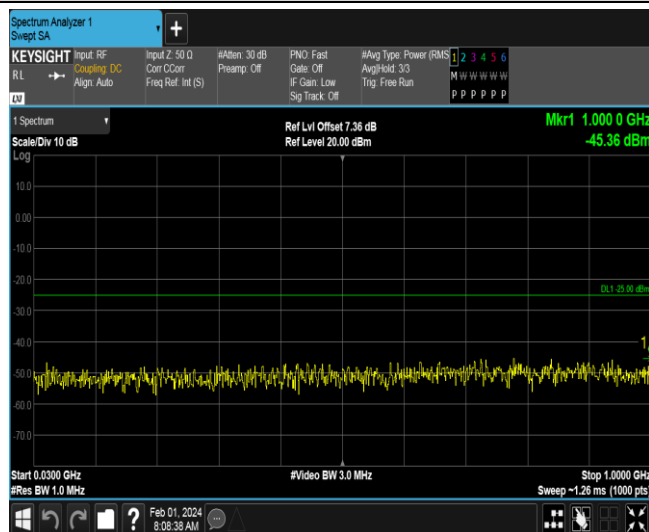 Spectrum Analyzer 1
Swept SA
+
KEYSIGHT Input: RF Input Z: 50 Ω #Atten: 30 dB PNO: Fast #Avg Type: Power (RMS 1 2 3 4 5 6
RL Coupling: DC Corr CCorr Preamp: Off Gate: Off Avg|Hold: 3/3 M W W W W W
Align: Auto Freq Ref: Int (S) IF Gain: Low Trig: Free Run
Sig Track: Off P P P P P P
LXI
1 Spectrum Ref Lvl Offset 7.36 dB Mkr1 1.000 0 GHz
Scale/Div 10 dB Ref Level 20.00 dBm -45.36 dBm
Log
10.0
0.00
-10.0
-20.0
DL1 -25.00 dBm
-30.0
-40.0
1
-50.0
-60.0
-70.0
Start 0.0300 GHz #Video BW 3.0 MHz Stop 1.0000 GHz
#Res BW 1.0 MHz Sweep ~1.26 ms (1000 pts)
? Feb 01, 2024
8:08:38 AM